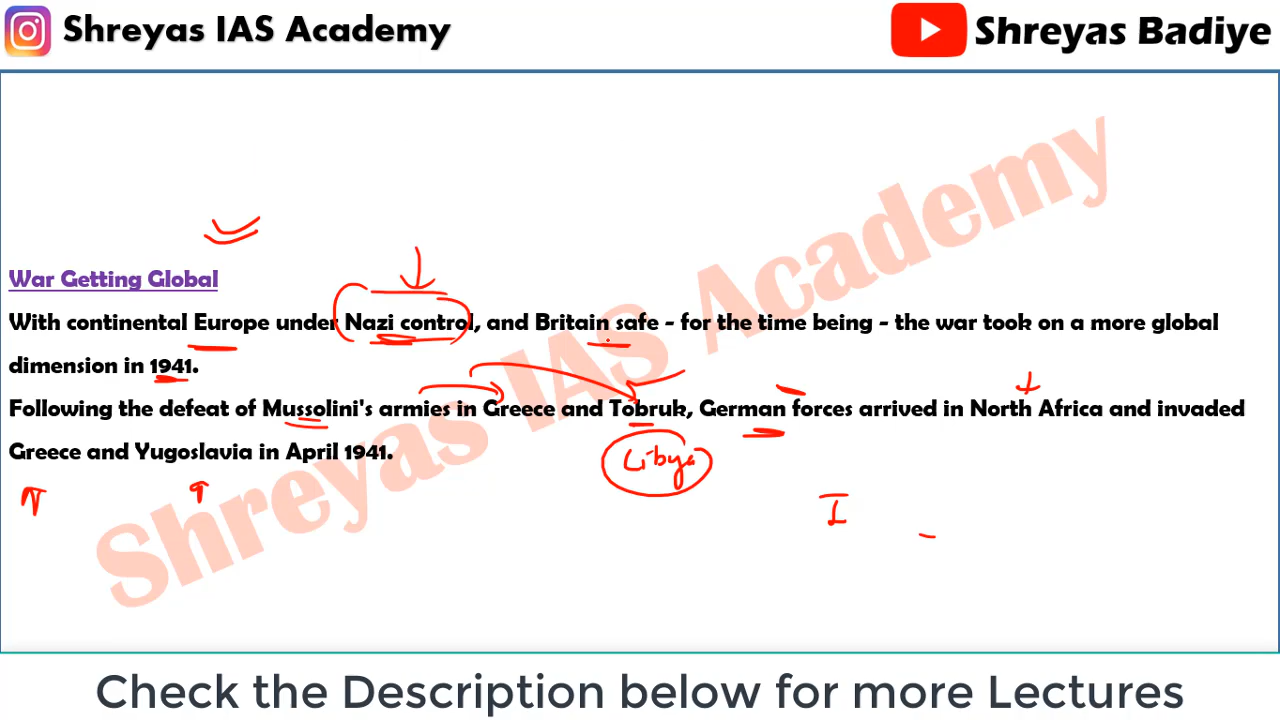 Shreyas IAS Academy
Shreyas Badiye
War Getting Global
With continental Europe under Nazi control, and Britain safe - for the time being - the war took on a more global
dimension in 1941.
Following the defeat of Mussolini's armies in Greece and Tobruk, German forces arrived in North Africa and invaded
Greece and Yugoslavia in April 1941.
Libya
I
Shreyas IAS Academy
Check the Description below for more Lectures